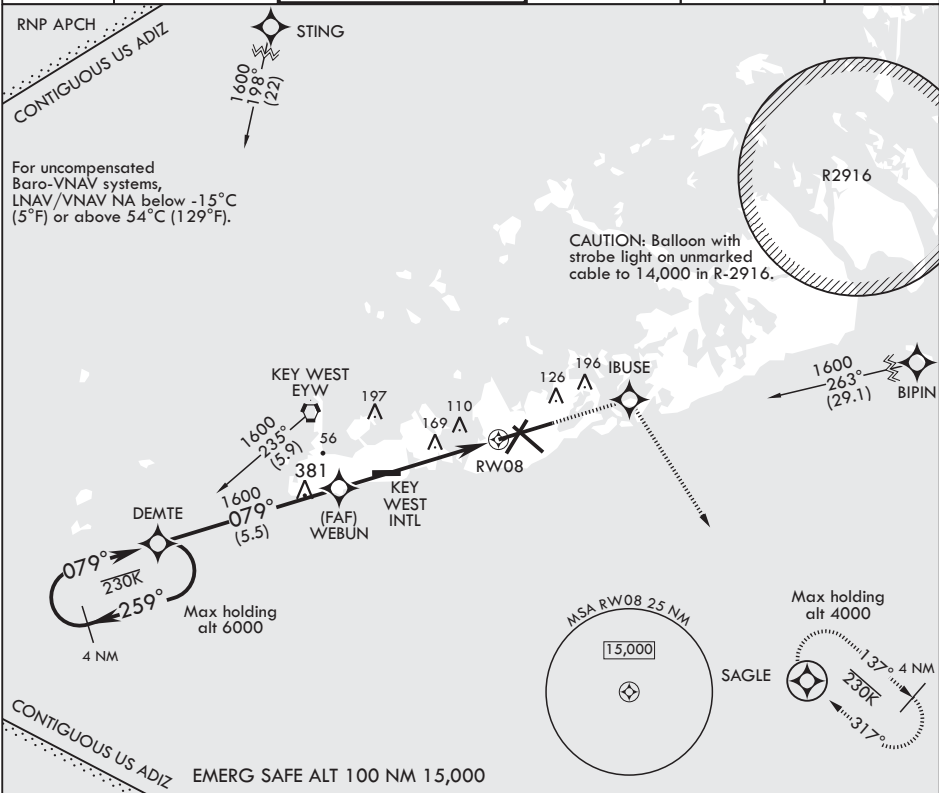 RNP APCH
CONTIGUOUS US ADIZ
STING
1600
198°
(22)
For uncompensated
Baro-VNAV systems,
LNAV/VNAV NA below -15°C
(5°F) or above 54°C (129°F).
R2916
CAUTION: Balloon with
strobe light on unmarked
cable to 14,000 in R-2916.
1600
263°
(29.1)
BIPIN
KEY WEST
EYW
197
126
196
IBUSE
110
169
1600
235°
(5.9)
56
381
RW08
KEY
WEST
INTL
(FAF)
WEBUN
1600
079°
(5.5)
DEMTE
079°
230K
259°
Max holding
alt 6000
4 NM
MSA RW08 25 NM
15,000
Max holding
alt 4000
SAGLE
137°
4 NM
230K
317°
CONTIGUOUS US ADIZ
EMERG SAFE ALT 100 NM 15,000